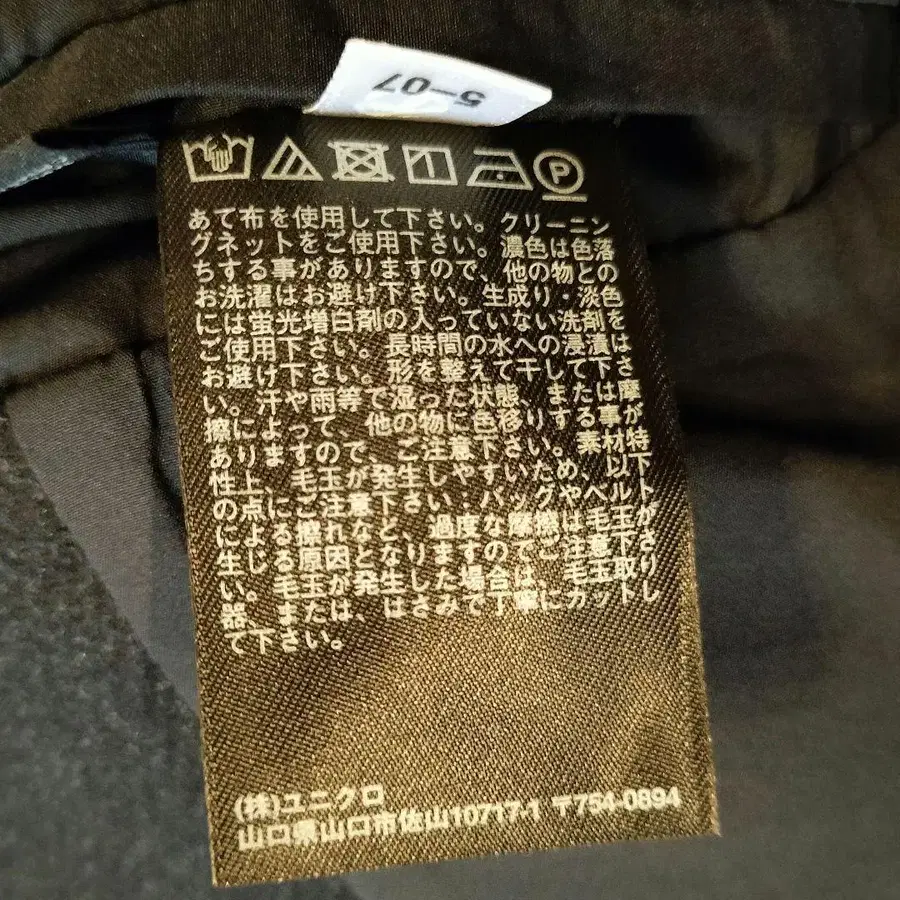 5-07
あて布を使用して下さい。クリーニン
グネットをご使用下さい。濃色は色落
ちする事がありますので、他の物との
お洗濯はお避け下さい。生成り・淡色
には蛍光増白剤の入っていない洗剤を
ご使用下さい。長時間の水への浸漬は
お避け下さい。形を整えて干して下さ
い。汗や雨等で湿った状態、または摩
擦によって、他の物に色移りする事が
ありますので、ご注意下さい。素材特
性上、毛玉が発生しやすいため、以下
の点にご注意下さい・バッグやベルト
による擦れなど、過度な摩擦は毛玉が
生じる原因となりますのでご注意下さ
い。毛玉が発生した場合は、毛玉取り
器、または、はさみで丁寧にカットし
て下さい。
(株)ユニクロ
山口県山口市佐山10717-1 〒754-0894